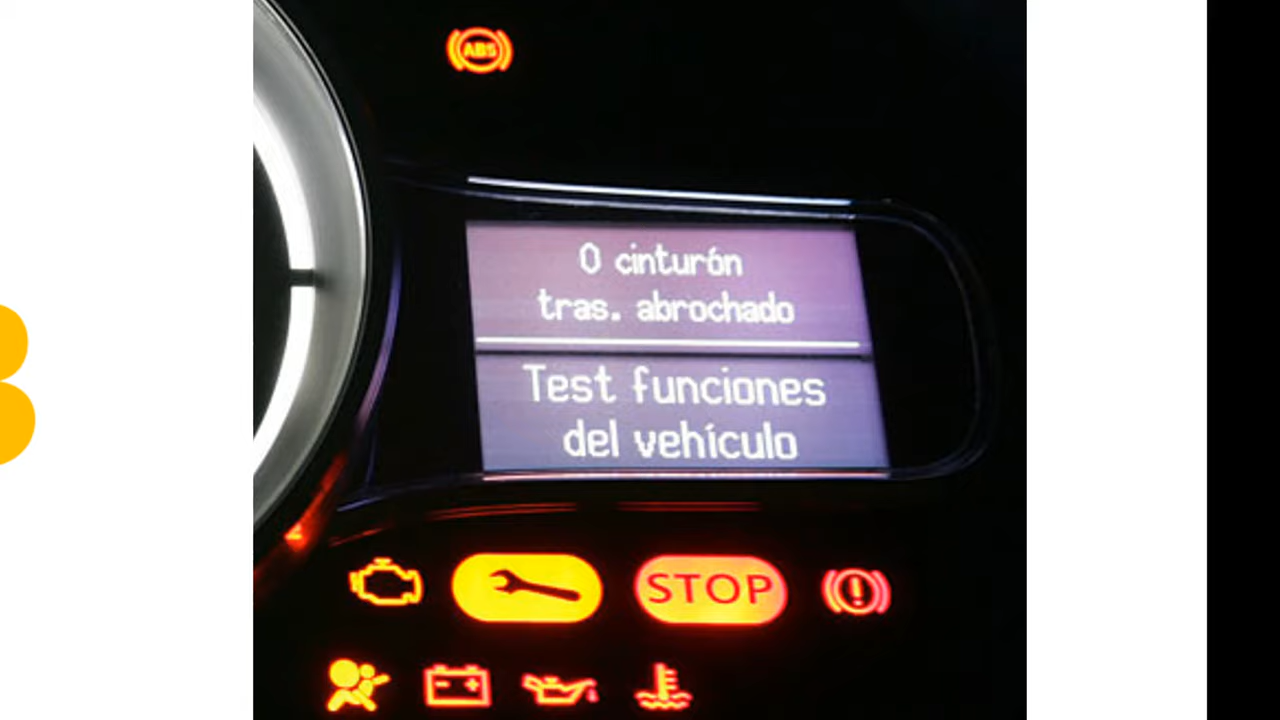 ABS
0 cinturón
tras. abrochado
Test funciones
del vehículo
STOP